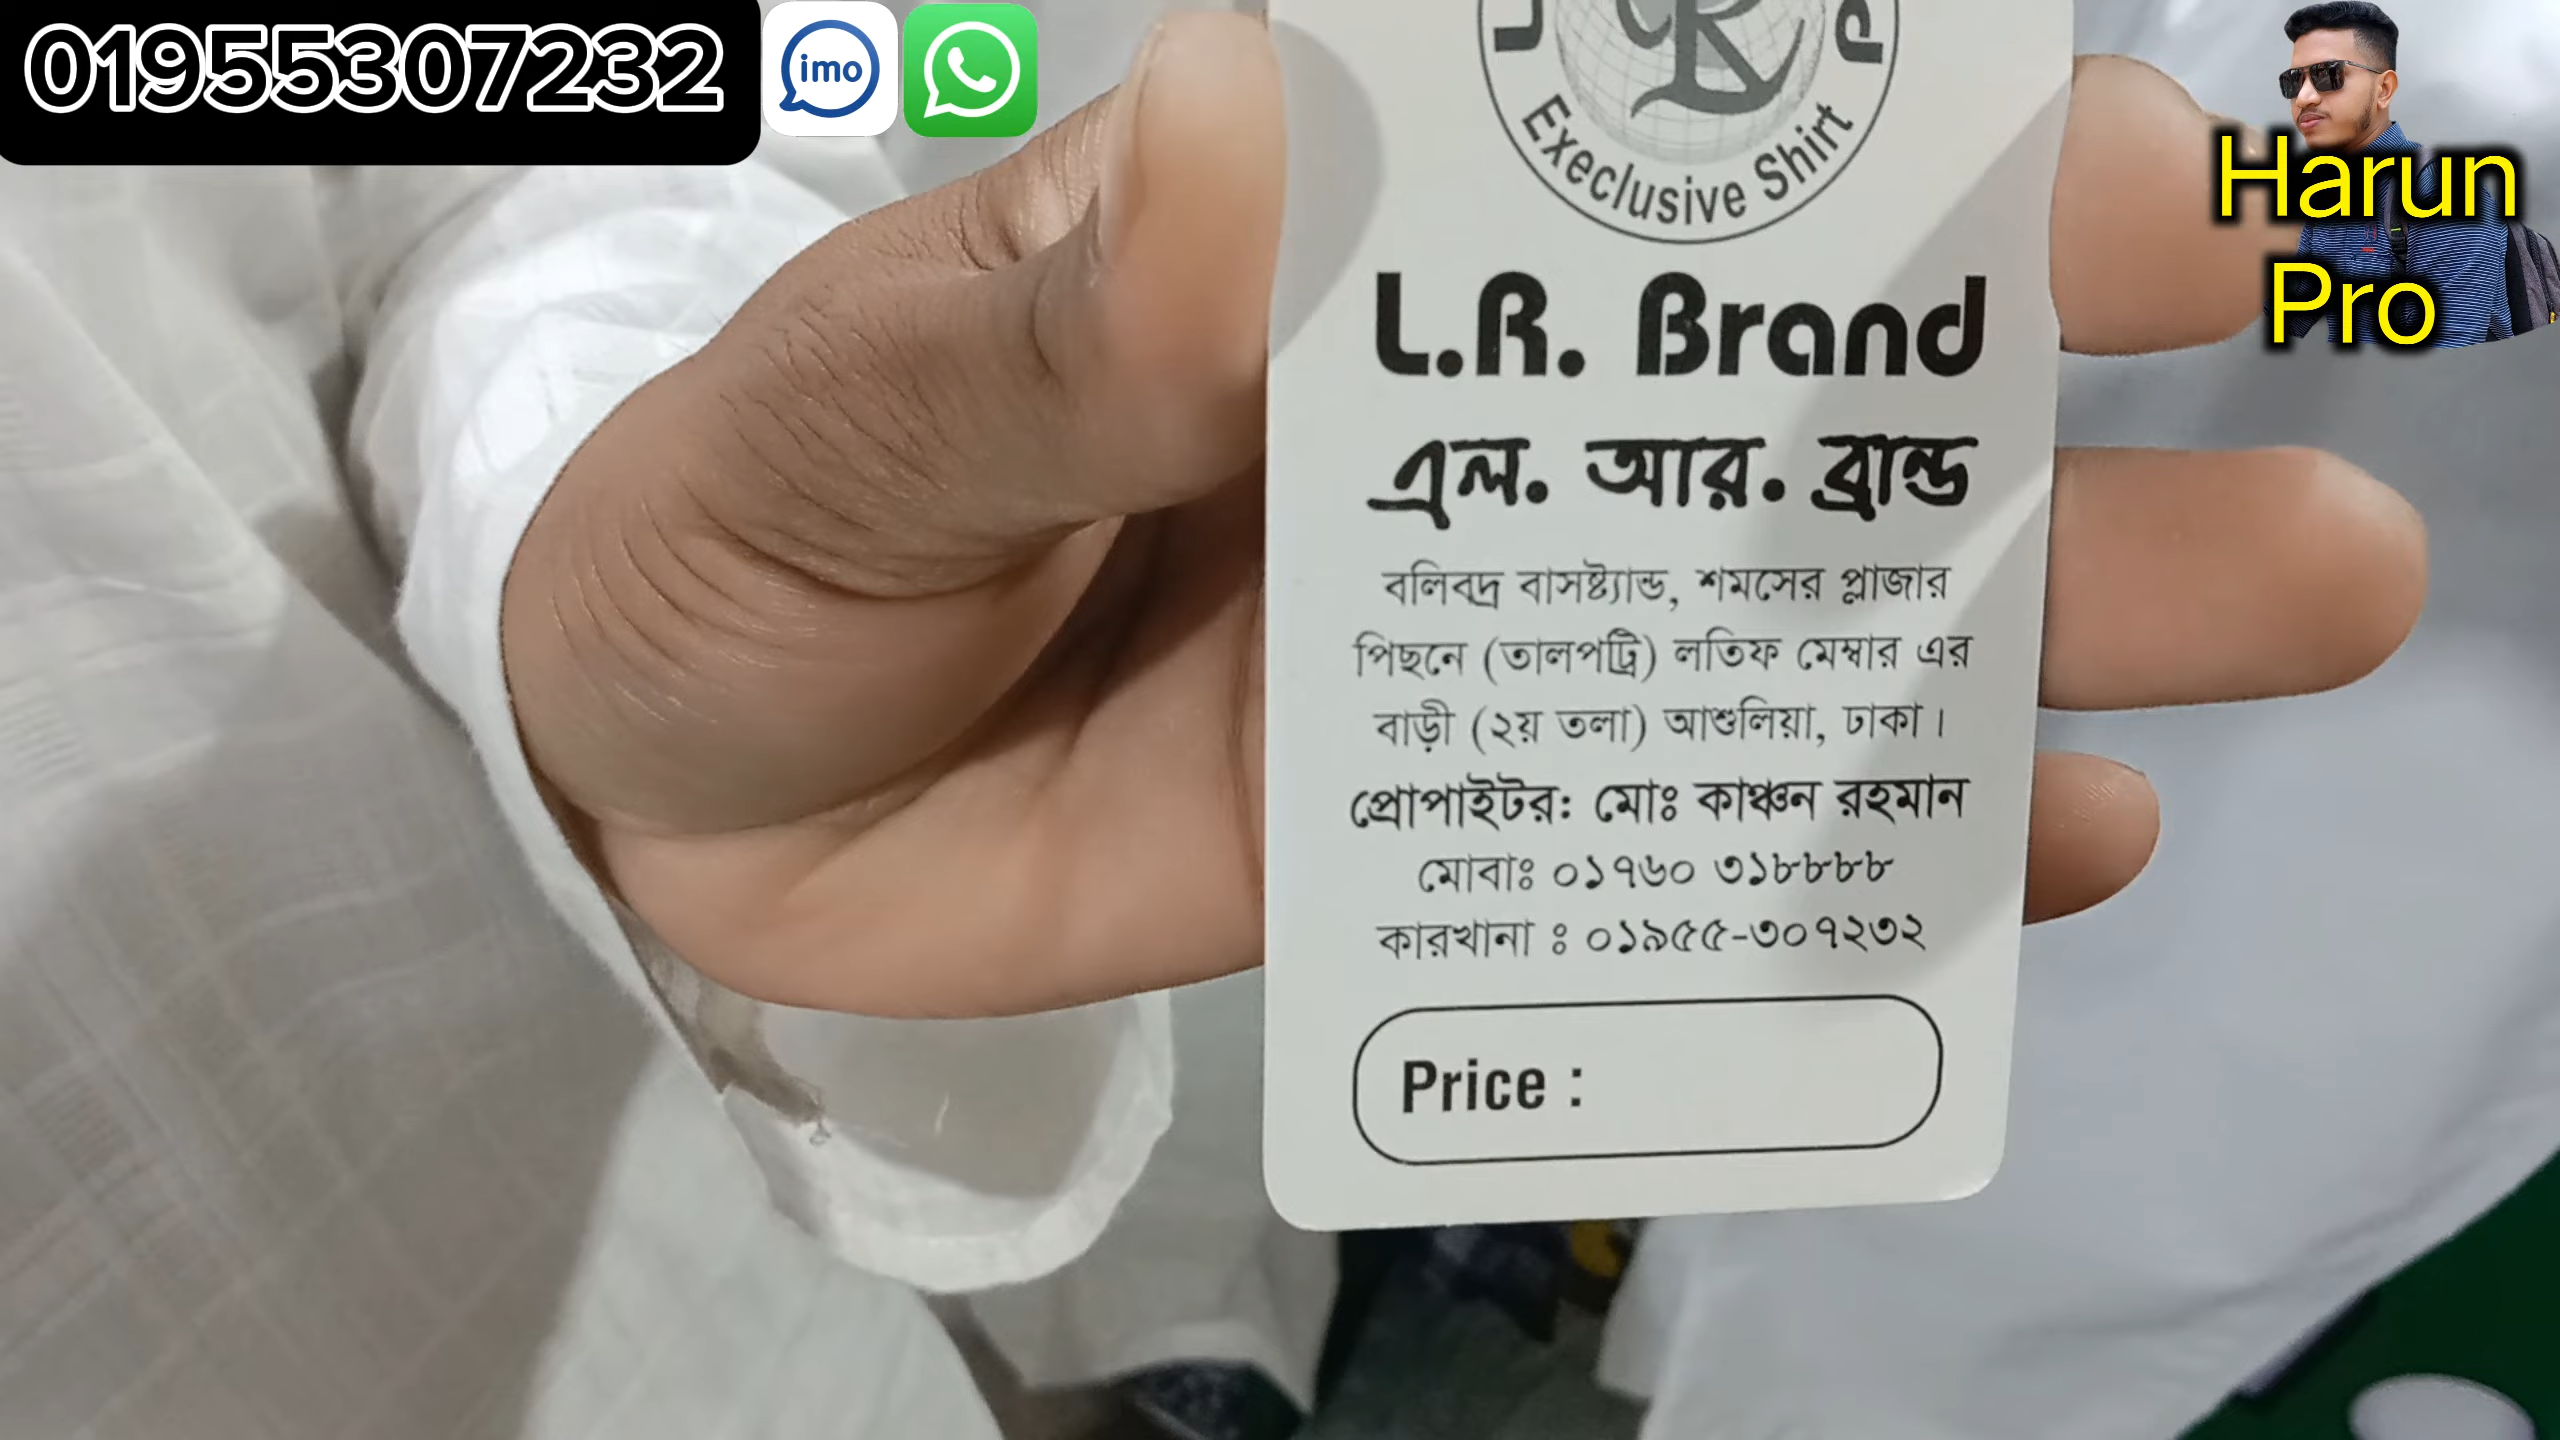 01955307232
imo
Harun
Pro
Execlusive Shirt
L.R. Brand
এল. আর. ব্রান্ড
বলিবদ্র বাসষ্ট্যান্ড, শমসের প্লাজার
পিছনে (তালপট্রি) লতিফ মেম্বার এর
বাড়ী (২য় তলা) আশুলিয়া, ঢাকা।
প্রোপাইটর: মোঃ কাঞ্চন রহমান
মোবাঃ ০১৭৬০ ৩১৮৮৮৮
কারখানা ঃ ০১৯৫৫-৩০৭২৩২
Price :